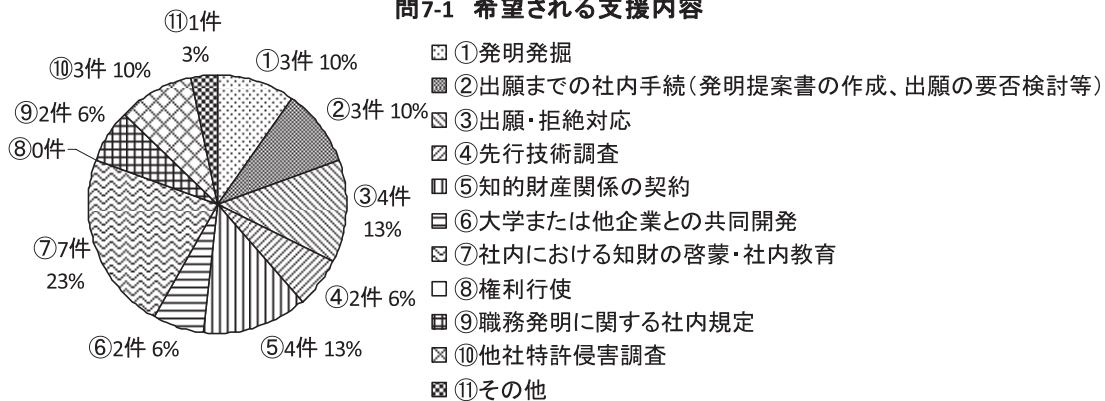 問7-1 希望される支援内容
①3件 10%
②3件 10%
③4件
13%
④2件 6%
⑤4件 13%
⑥2件 6%
⑦7件
23%
⑧0件
⑨2件 6%
⑩3件 10%
⑪1件
3%
①発明発掘
②出願までの社内手続(発明提案書の作成、出願の要否検討等)
③出願・拒絶対応
④先行技術調査
⑤知的財産関係の契約
⑥大学または他企業との共同開発
⑦社内における知財の啓蒙・社内教育
⑧権利行使
⑨職務発明に関する社内規定
⑩他社特許侵害調査
⑪その他